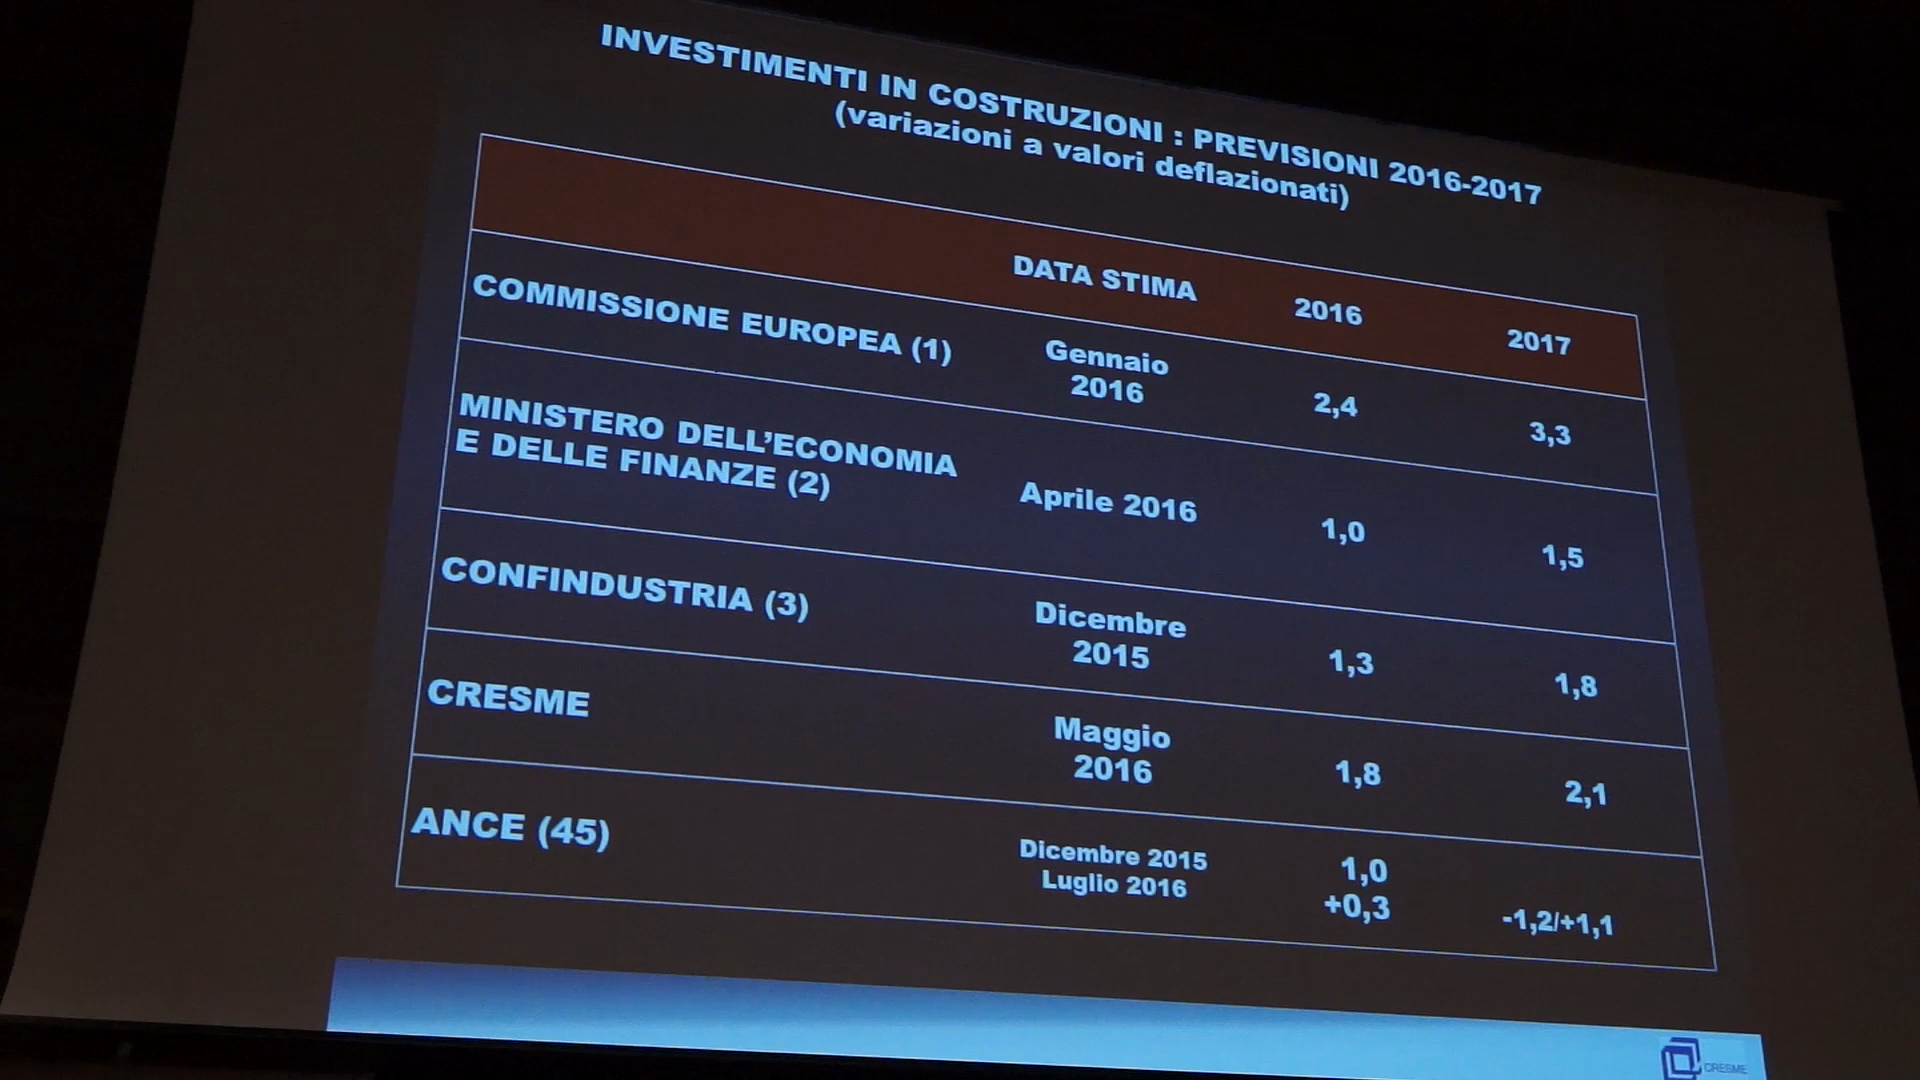 INVESTIMENTI IN COSTRUZIONI : PREVISIONI 2016-2017
(variazioni a valori deflazionati)
DATA STIMA 2016 2017
COMMISSIONE EUROPEA (1)
Gennaio
2016
2,4
3,3
MINISTERO DELL’ECONOMIA
E DELLE FINANZE (2)
Aprile 2016
1,0
1,5
CONFINDUSTRIA (3)
Dicembre
2015
1,3
1,8
CRESME
Maggio
2016
1,8
2,1
ANCE (45)
Dicembre 2015
Luglio 2016
1,0
+0,3
-1,2/+1,1
CRESME